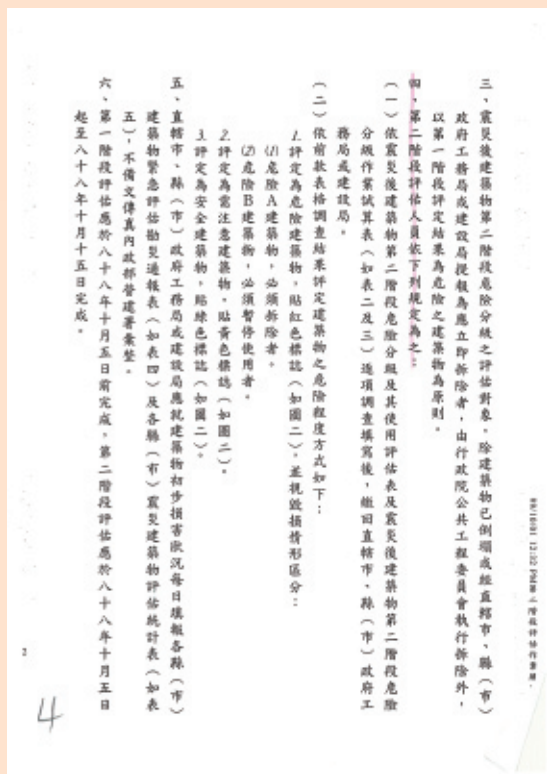 三、震災後建築物第二階段危險分級之評估對象，除建築物已倒塌或經直轄市、縣（市）
政府工務局或建設局提報為應立即拆除者，由行政院公共工程委員會執行拆除外，
以第一階段評定結果為危險之建築物為原則。
四、第二階段評估人員依下列規定為之：
（一）依震災後建築物第二階段危險分級及其使用評估表及震災後建築物第二階段危險
分級作業試算表（如表二及三）逐項調查填寫後，繳回直轄市、縣（市）政府工
務局或建設局。
（二）依前款表格調查結果評定建築物之危險程度方式如下：
1.評定為危險建築物，貼紅色標誌（如圖二）。並視毀損情形區分：
(1)危險A建築物，必須拆除者。
(2)危險B建築物，必須暫停使用者。
2.評定為需注意建築物，貼黃色標誌（如圖二）。
3.評定為安全建築物，貼綠色標誌（如圖二）。
五、直轄市、縣（市）政府工務局或建設局應就建築物初步損害狀況每日填報各縣（市）
建築物緊急評估勘災通報表（如表四）及各縣（市）震災建築物評估統計表（如表
五），不備文傳真內政部營建署彙整。
六、第一階段評估應於八十八年十月五日前完成，第二階段評估應於八十八年十月五日
起至八十八年十月十五日完成。
2
4